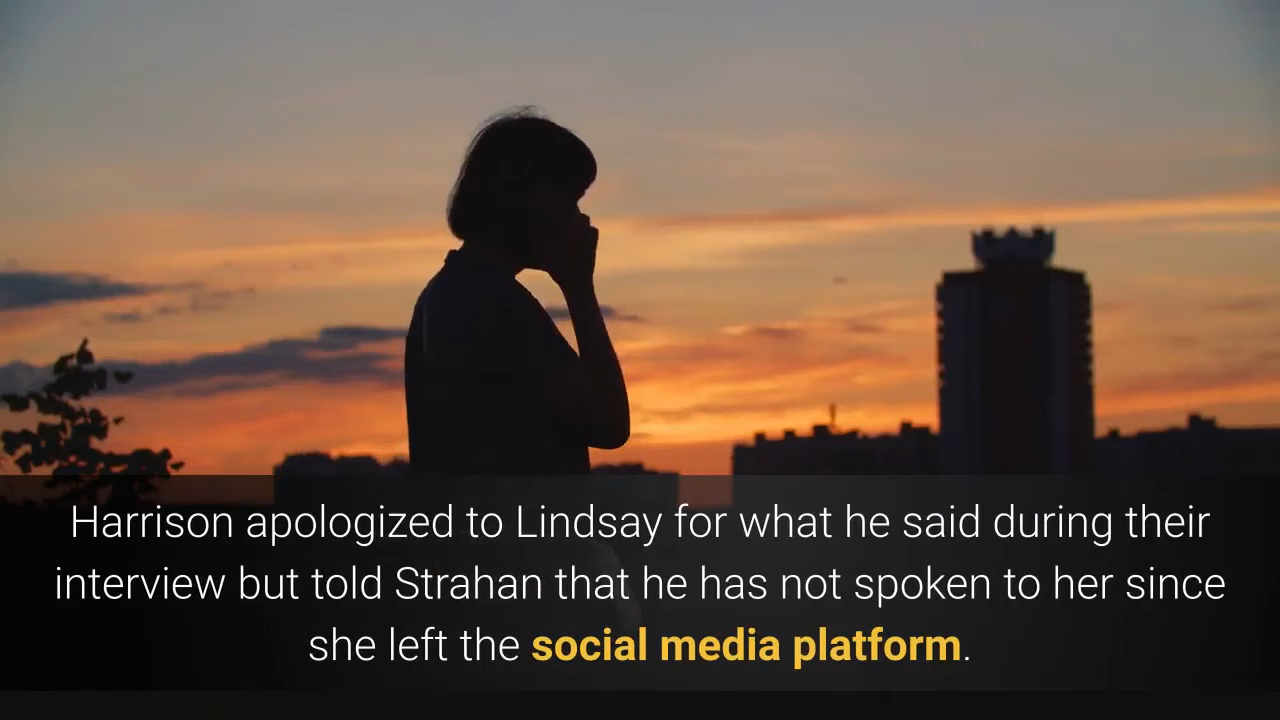 Harrison apologized to Lindsay for what he said during their
interview but told Strahan that he has not spoken to her since
she left the social media platform.